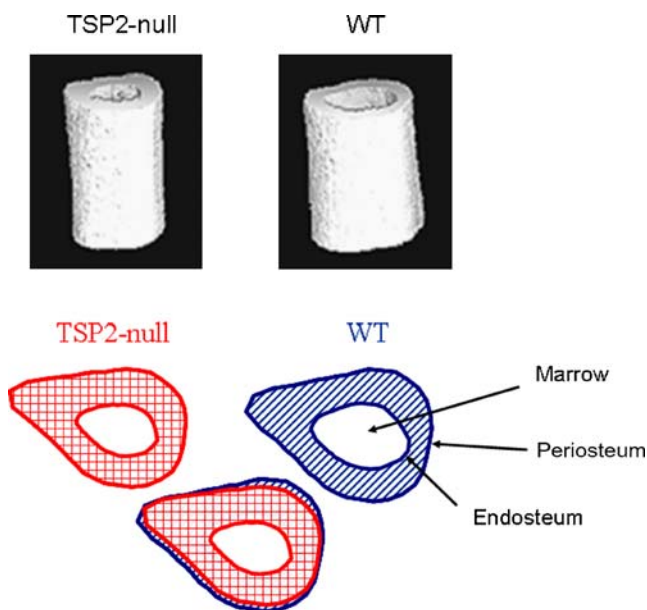 TSP2-null
WT
TSP2-null
WT
Marrow
Periosteum
Endosteum